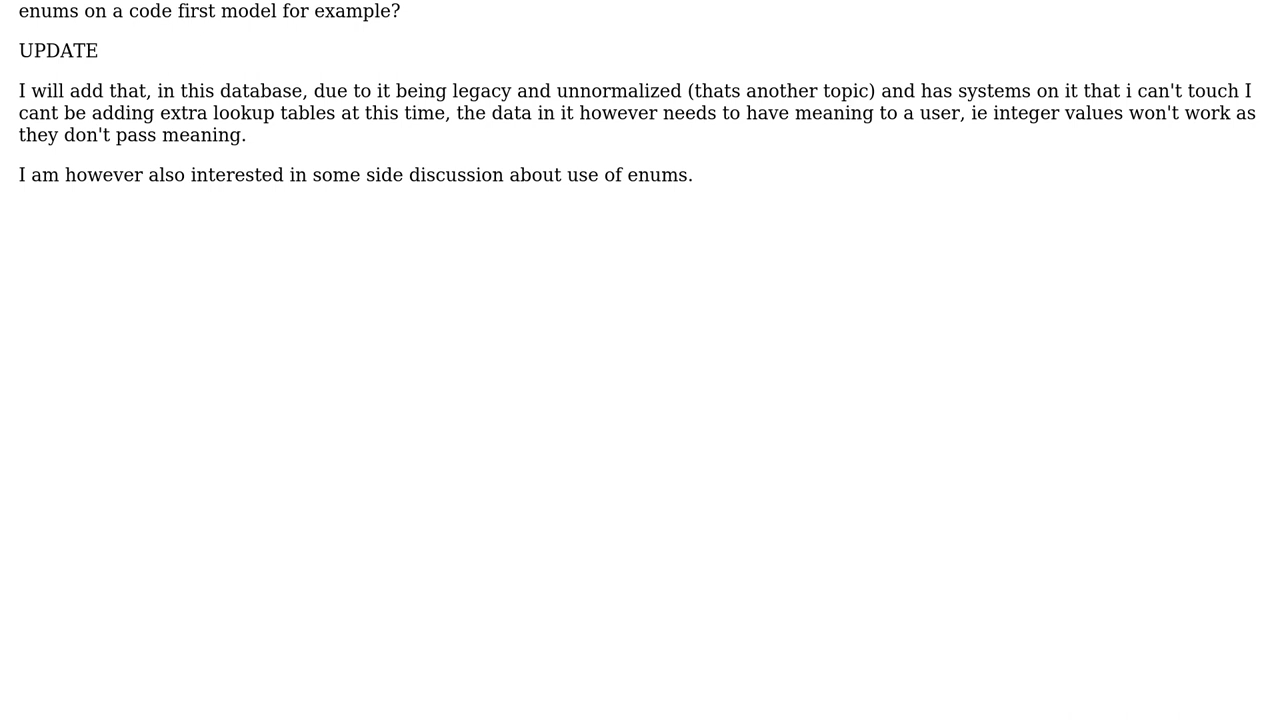 enums on a code first model for example?
UPDATE
I will add that, in this database, due to it being legacy and unnormalized (thats another topic) and has systems on it that i can't touch I
cant be adding extra lookup tables at this time, the data in it however needs to have meaning to a user, ie integer values won't work as
they don't pass meaning.
I am however also interested in some side discussion about use of enums.